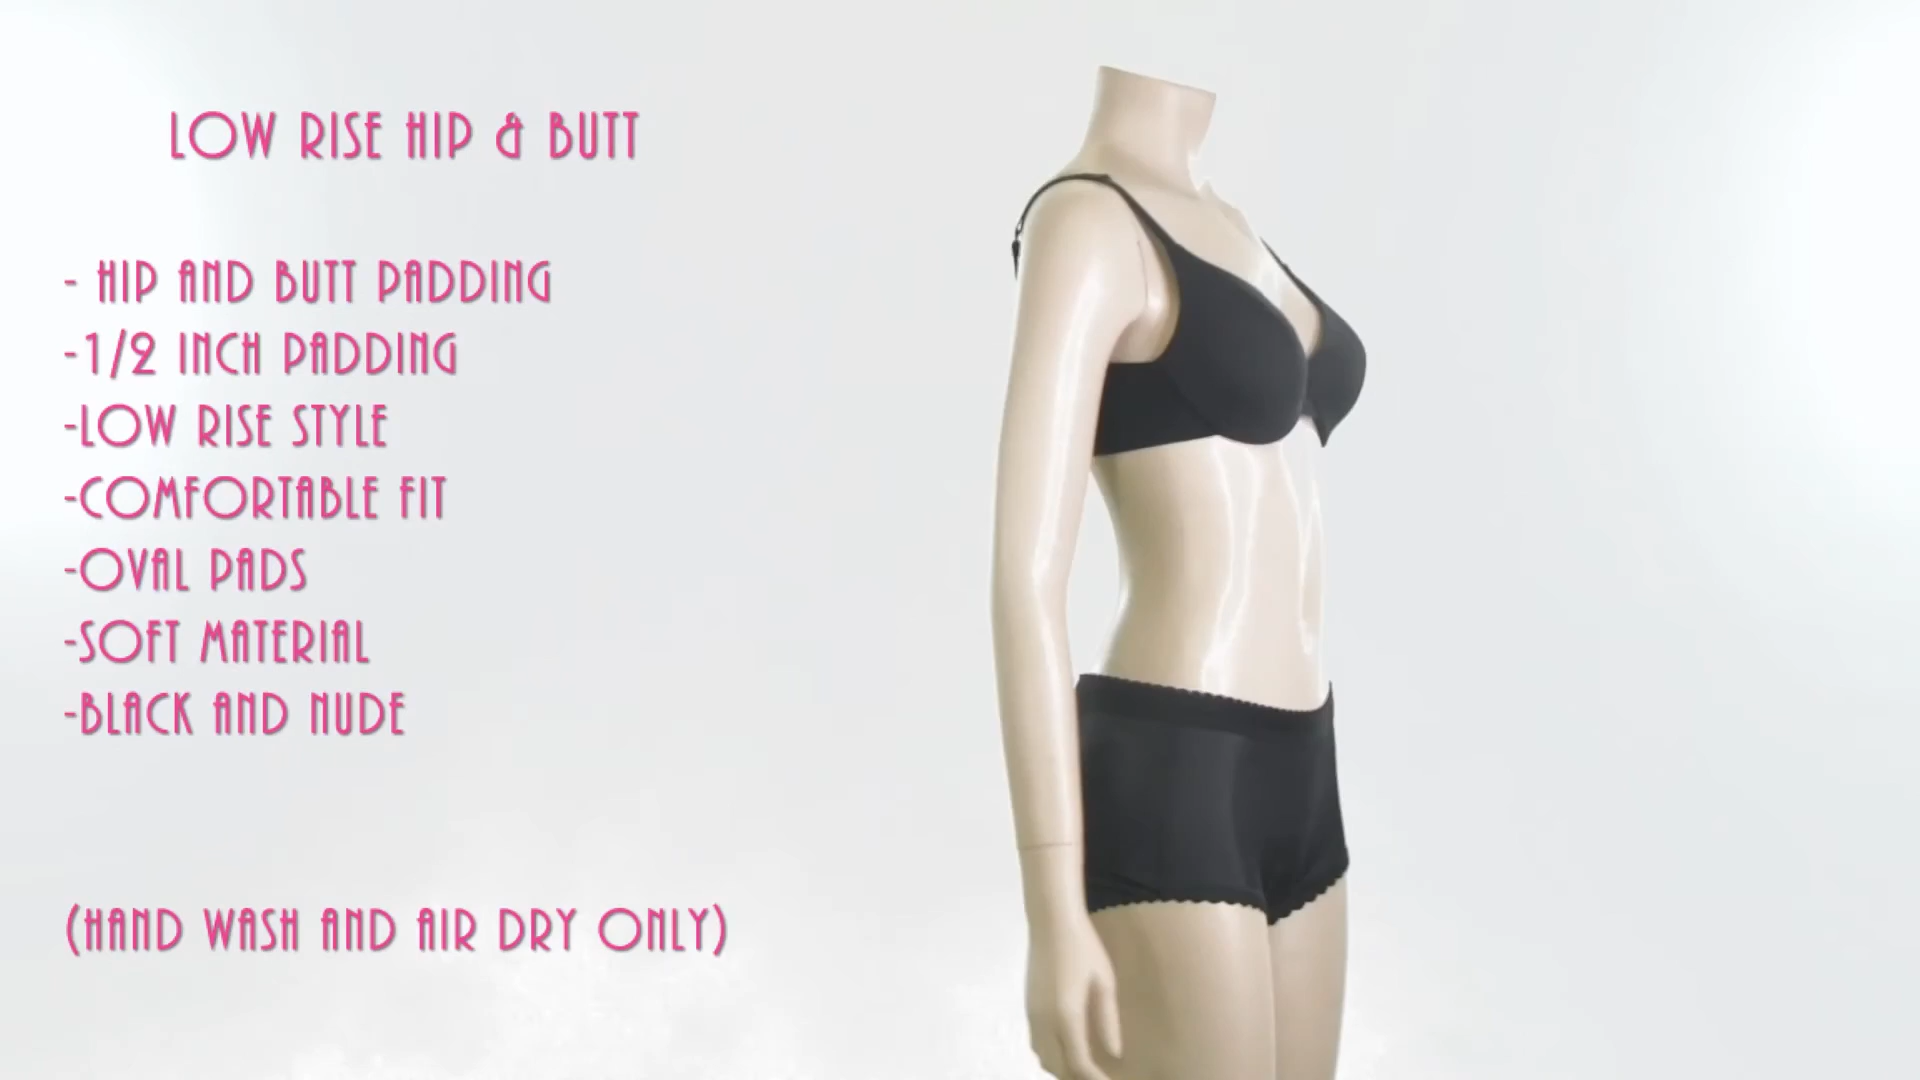 LOW RISE HIP & BUTT
- HIP AND BUTT PADDING
-1/2 INCH PADDING
-LOW RISE STYLE
-COMFORTABLE FIT
-OVAL PADS
-SOFT MATERIAL
-BLACK AND NUDE
(HAND WASH AND AIR DRY ONLY)